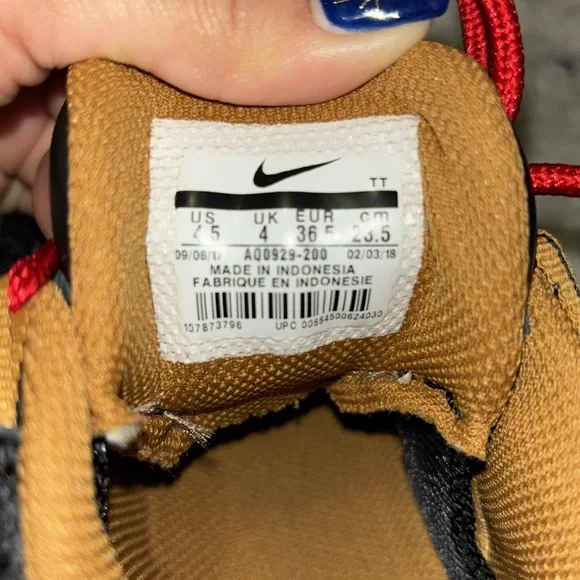 TT
US UK EUR cm
4.5 4 36.5 23.5
09/08/17 AQ0929-200 02/03/18
MADE IN INDONESIA
FABRIQUE EN INDONESIE
107873796 UPC 00884500624030